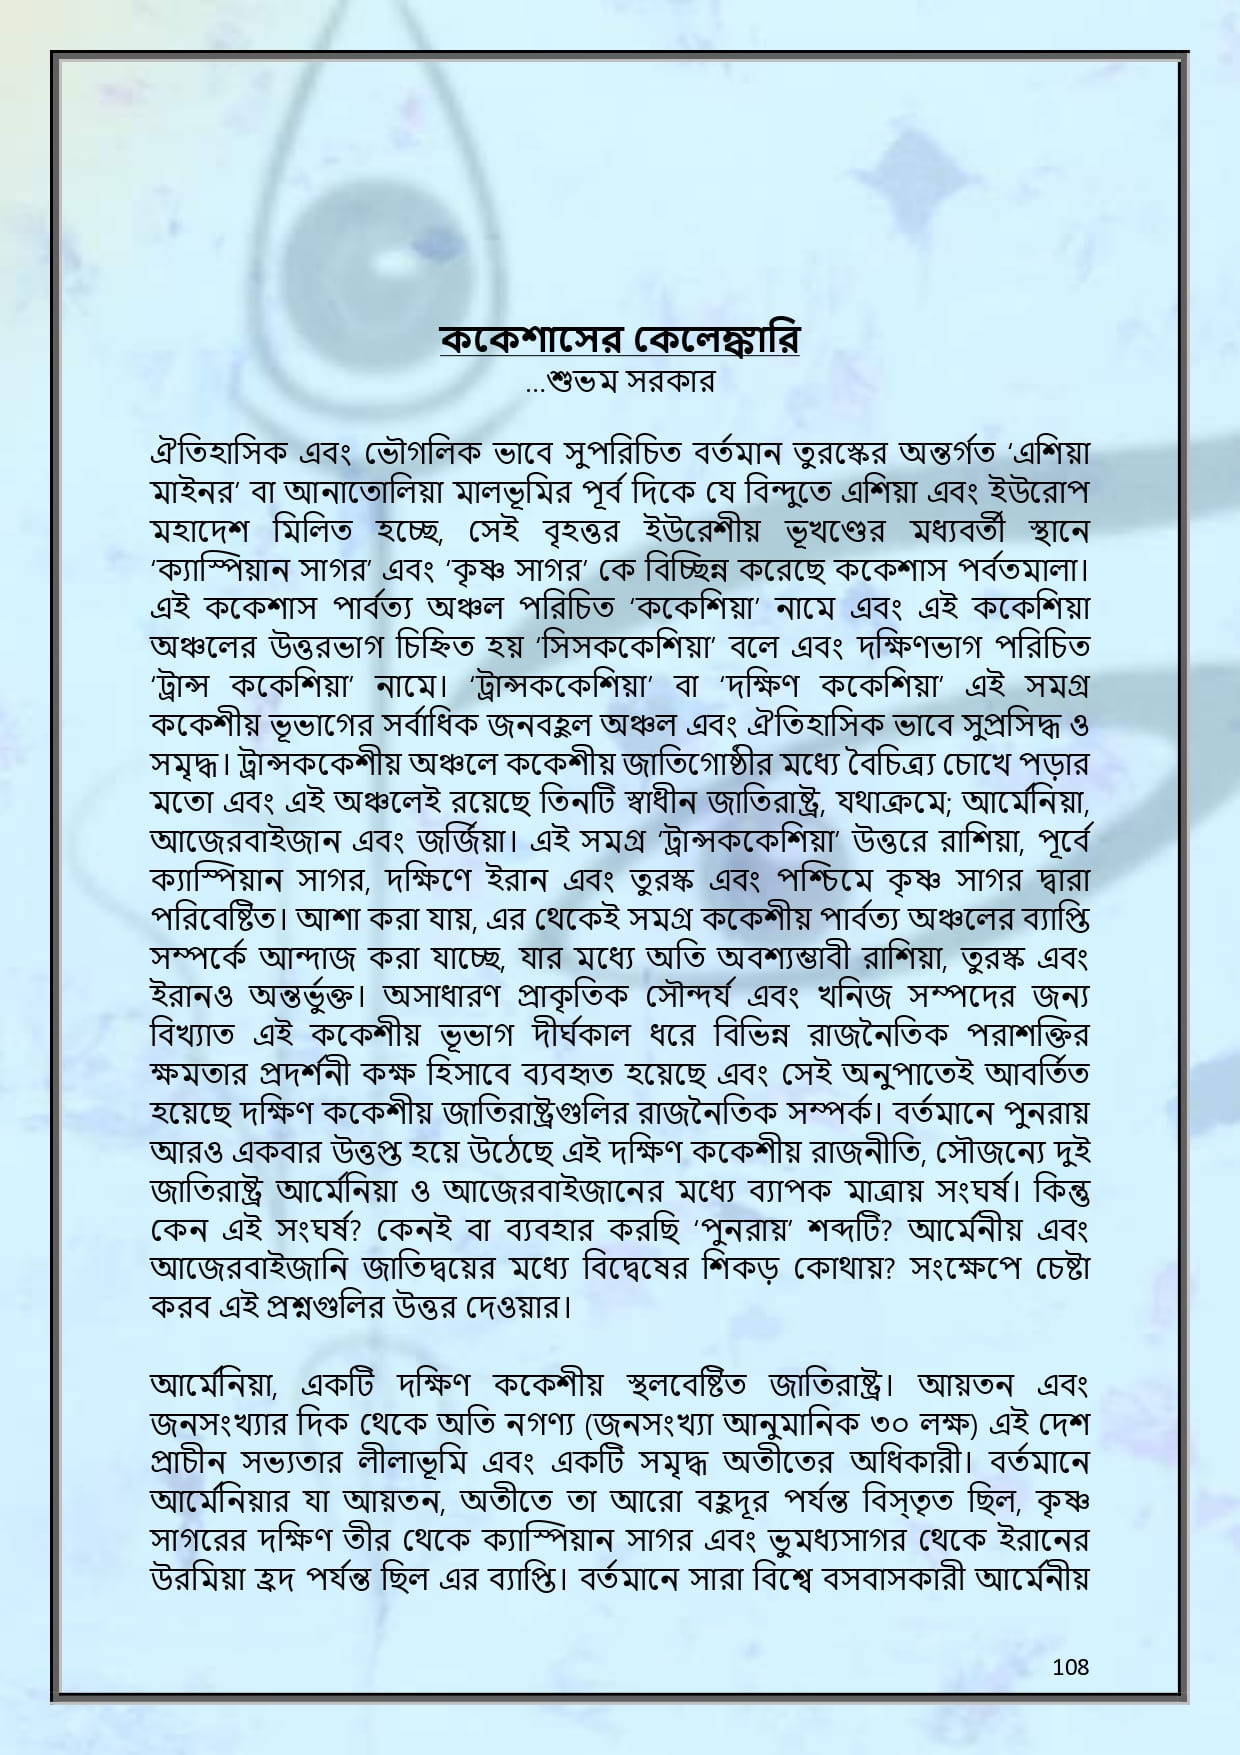 ককেশাসের কেলেঙ্কারি
...শুভম সরকার
ঐতিহাসিক এবং ভৌগলিক ভাবে সুপরিচিত বর্তমান তুরস্কের অন্তর্গত ‘এশিয়া
মাইনর’ বা আনাতোলিয়া মালভূমির পূর্ব দিকে যে বিন্দুতে এশিয়া এবং ইউরোপ
মহাদেশ মিলিত হচ্ছে, সেই বৃহত্তর ইউরেশীয় ভূখণ্ডের মধ্যবর্তী স্থানে
‘ক্যাস্পিয়ান সাগর’ এবং ‘কৃষ্ণ সাগর’ কে বিচ্ছিন্ন করেছে ককেশাস পর্বতমালা।
এই ককেশাস পার্বত্য অঞ্চল পরিচিত ‘ককেশিয়া’ নামে এবং এই ককেশিয়া
অঞ্চলের উত্তরভাগ চিহ্নিত হয় ‘সিসককেশিয়া’ বলে এবং দক্ষিণভাগ পরিচিত
‘ট্রান্স ককেশিয়া’ নামে। ‘ট্রান্সককেশিয়া’ বা ‘দক্ষিণ ককেশিয়া’ এই সমগ্র
ককেশীয় ভূভাগের সর্বাধিক জনবহুল অঞ্চল এবং ঐতিহাসিক ভাবে সুপ্রসিদ্ধ ও
সমৃদ্ধ। ট্রান্সককেশীয় অঞ্চলে ককেশীয় জাতিগোষ্ঠীর মধ্যে বৈচিত্র্য চোখে পড়ার
মতো এবং এই অঞ্চলেই রয়েছে তিনটি স্বাধীন জাতিরাষ্ট্র, যথাক্রমে; আর্মেনিয়া,
আজেরবাইজান এবং জর্জিয়া। এই সমগ্র ‘ট্রান্সককেশিয়া’ উত্তরে রাশিয়া, পূর্বে
ক্যাস্পিয়ান সাগর, দক্ষিণে ইরান এবং তুরস্ক এবং পশ্চিমে কৃষ্ণ সাগর দ্বারা
পরিবেষ্টিত। আশা করা যায়, এর থেকেই সমগ্র ককেশীয় পার্বত্য অঞ্চলের ব্যাপ্তি
সম্পর্কে আন্দাজ করা যাচ্ছে, যার মধ্যে অতি অবশ্যম্ভাবী রাশিয়া, তুরস্ক এবং
ইরানও অন্তর্ভুক্ত। অসাধারণ প্রাকৃতিক সৌন্দর্য এবং খনিজ সম্পদের জন্য
বিখ্যাত এই ককেশীয় ভূভাগ দীর্ঘকাল ধরে বিভিন্ন রাজনৈতিক পরাশক্তির
ক্ষমতার প্রদর্শনী কক্ষ হিসাবে ব্যবহৃত হয়েছে এবং সেই অনুপাতেই আবর্তিত
হয়েছে দক্ষিণ ককেশীয় জাতিরাষ্ট্রগুলির রাজনৈতিক সম্পর্ক। বর্তমানে পুনরায়
আরও একবার উত্তপ্ত হয়ে উঠেছে এই দক্ষিণ ককেশীয় রাজনীতি, সৌজন্যে দুই
জাতিরাষ্ট্র আর্মেনিয়া ও আজেরবাইজানের মধ্যে ব্যাপক মাত্রায় সংঘর্ষ। কিন্তু
কেন এই সংঘর্ষ? কেনই বা ব্যবহার করছি ‘পুনরায়’ শব্দটি? আর্মেনীয় এবং
আজেরবাইজানি জাতিদ্বয়ের মধ্যে বিদ্বেষের শিকড় কোথায়? সংক্ষেপে চেষ্টা
করব এই প্রশ্নগুলির উত্তর দেওয়ার।
আর্মেনিয়া, একটি দক্ষিণ ককেশীয় স্থলবেষ্টিত জাতিরাষ্ট্র। আয়তন এবং
জনসংখ্যার দিক থেকে অতি নগণ্য (জনসংখ্যা আনুমানিক ৩০ লক্ষ) এই দেশ
প্রাচীন সভ্যতার লীলাভূমি এবং একটি সমৃদ্ধ অতীতের অধিকারী। বর্তমানে
আর্মেনিয়ার যা আয়তন, অতীতে তা আরো বহুদূর পর্যন্ত বিস্তৃত ছিল, কৃষ্ণ
সাগরের দক্ষিণ তীর থেকে ক্যাস্পিয়ান সাগর এবং ভুমধ্যসাগর থেকে ইরানের
উরমিয়া হ্রদ পর্যন্ত ছিল এর ব্যাপ্তি। বর্তমানে সারা বিশ্বে বসবাসকারী আর্মেনীয়
108